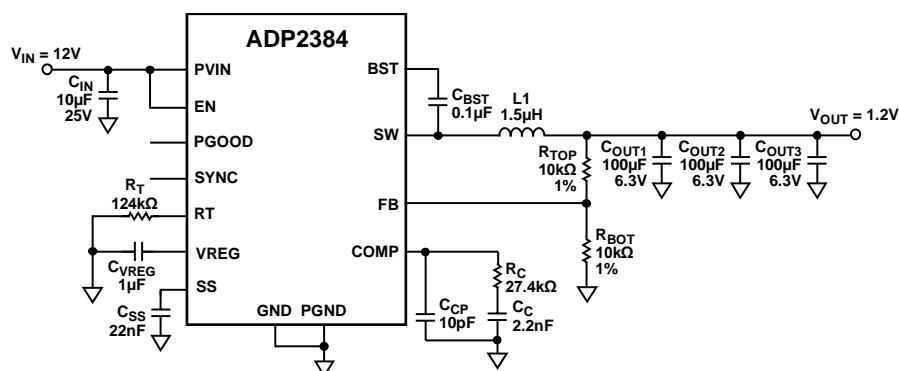 ADP2384
V_IN = 12V
PVIN
BST
C_IN
10µF
25V
EN
C_BST
0.1µF
L1
1.5µH
V_OUT = 1.2V
PGOOD
SW
R_TOP
10kΩ
1%
C_OUT1
100µF
6.3V
C_OUT2
100µF
6.3V
C_OUT3
100µF
6.3V
SYNC
R_T
124kΩ
RT
FB
VREG
COMP
R_BOT
10kΩ
1%
C_VREG
1µF
R_C
27.4kΩ
SS
C_SS
22nF
GND PGND
C_CP
10pF
C_C
2.2nF